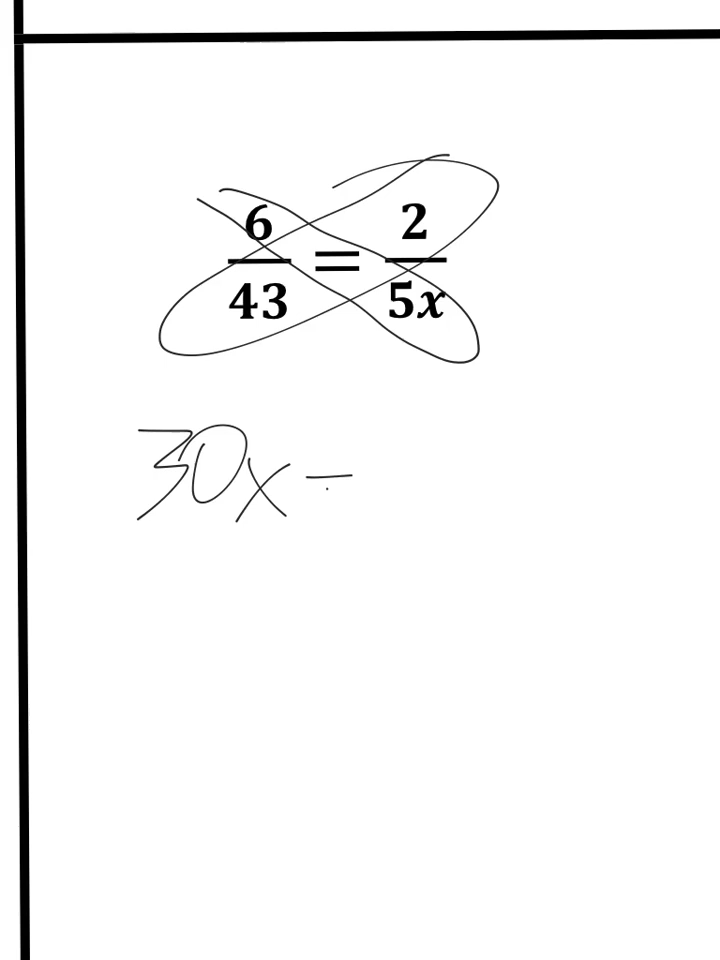 6/43 = 2/5x
30x =